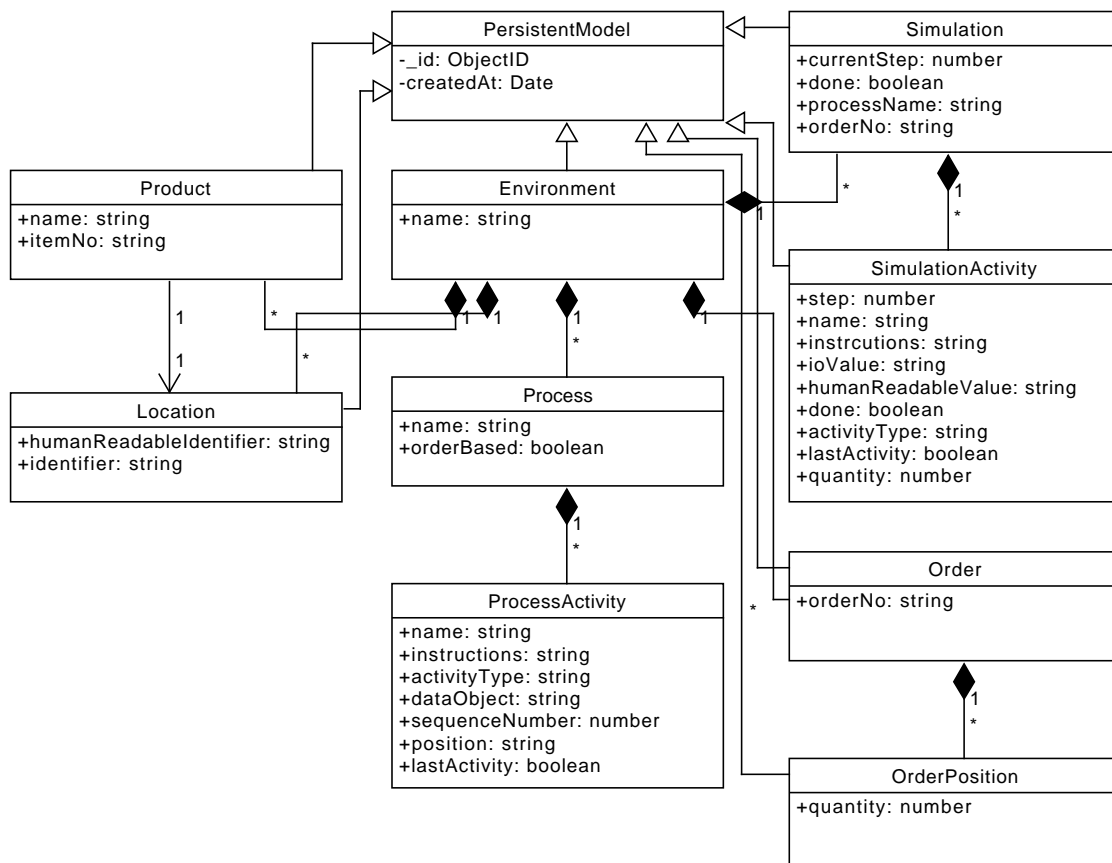 PersistentModel
-_id: ObjectID
-createdAt: Date
Simulation
+currentStep: number
+done: boolean
+processName: string
+orderNo: string
Product
+name: string
+itemNo: string
Environment
+name: string
*
1
1
*
SimulationActivity
+step: number
+name: string
+instrcutions: string
+ioValue: string
+humanReadableValue: string
+done: boolean
+activityType: string
+lastActivity: boolean
+quantity: number
1
1
*
1
*
1
1
*
1
Location
+humanReadableIdentifier: string
+identifier: string
Process
+name: string
+orderBased: boolean
1
*
ProcessActivity
+name: string
+instructions: string
+activityType: string
+dataObject: string
+sequenceNumber: number
+position: string
+lastActivity: boolean
*
Order
+orderNo: string
1
*
OrderPosition
+quantity: number